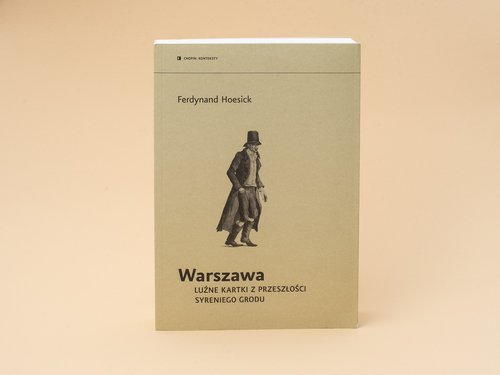 CHOPIN: KONTEKSTY
Ferdynand Hoesick
Warszawa
LUŹNE KARTKI Z PRZESZŁOŚCI
SYRENIEGO GRODU